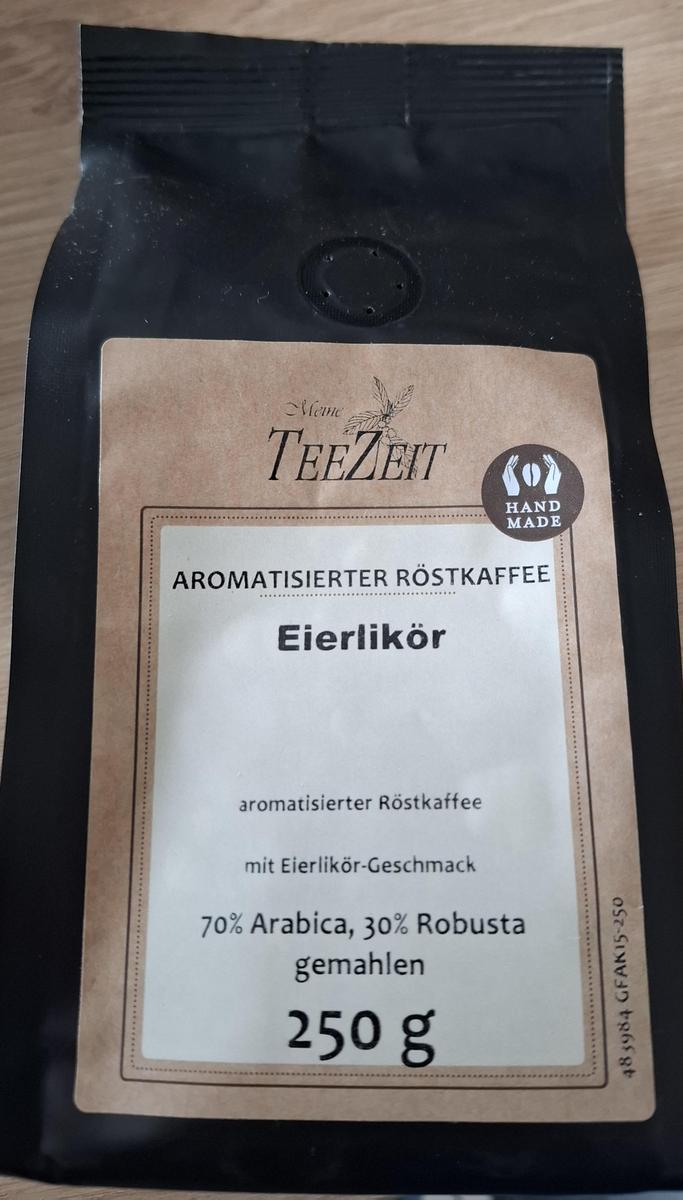 Meine
TEEZEIT
HAND
MADE
AROMATISIERTER RÖSTKAFFEE
Eierlikör
aromatisierter Röstkaffee
mit Eierlikör-Geschmack
70% Arabica, 30% Robusta
gemahlen
250 g
483984 GFAK15-250